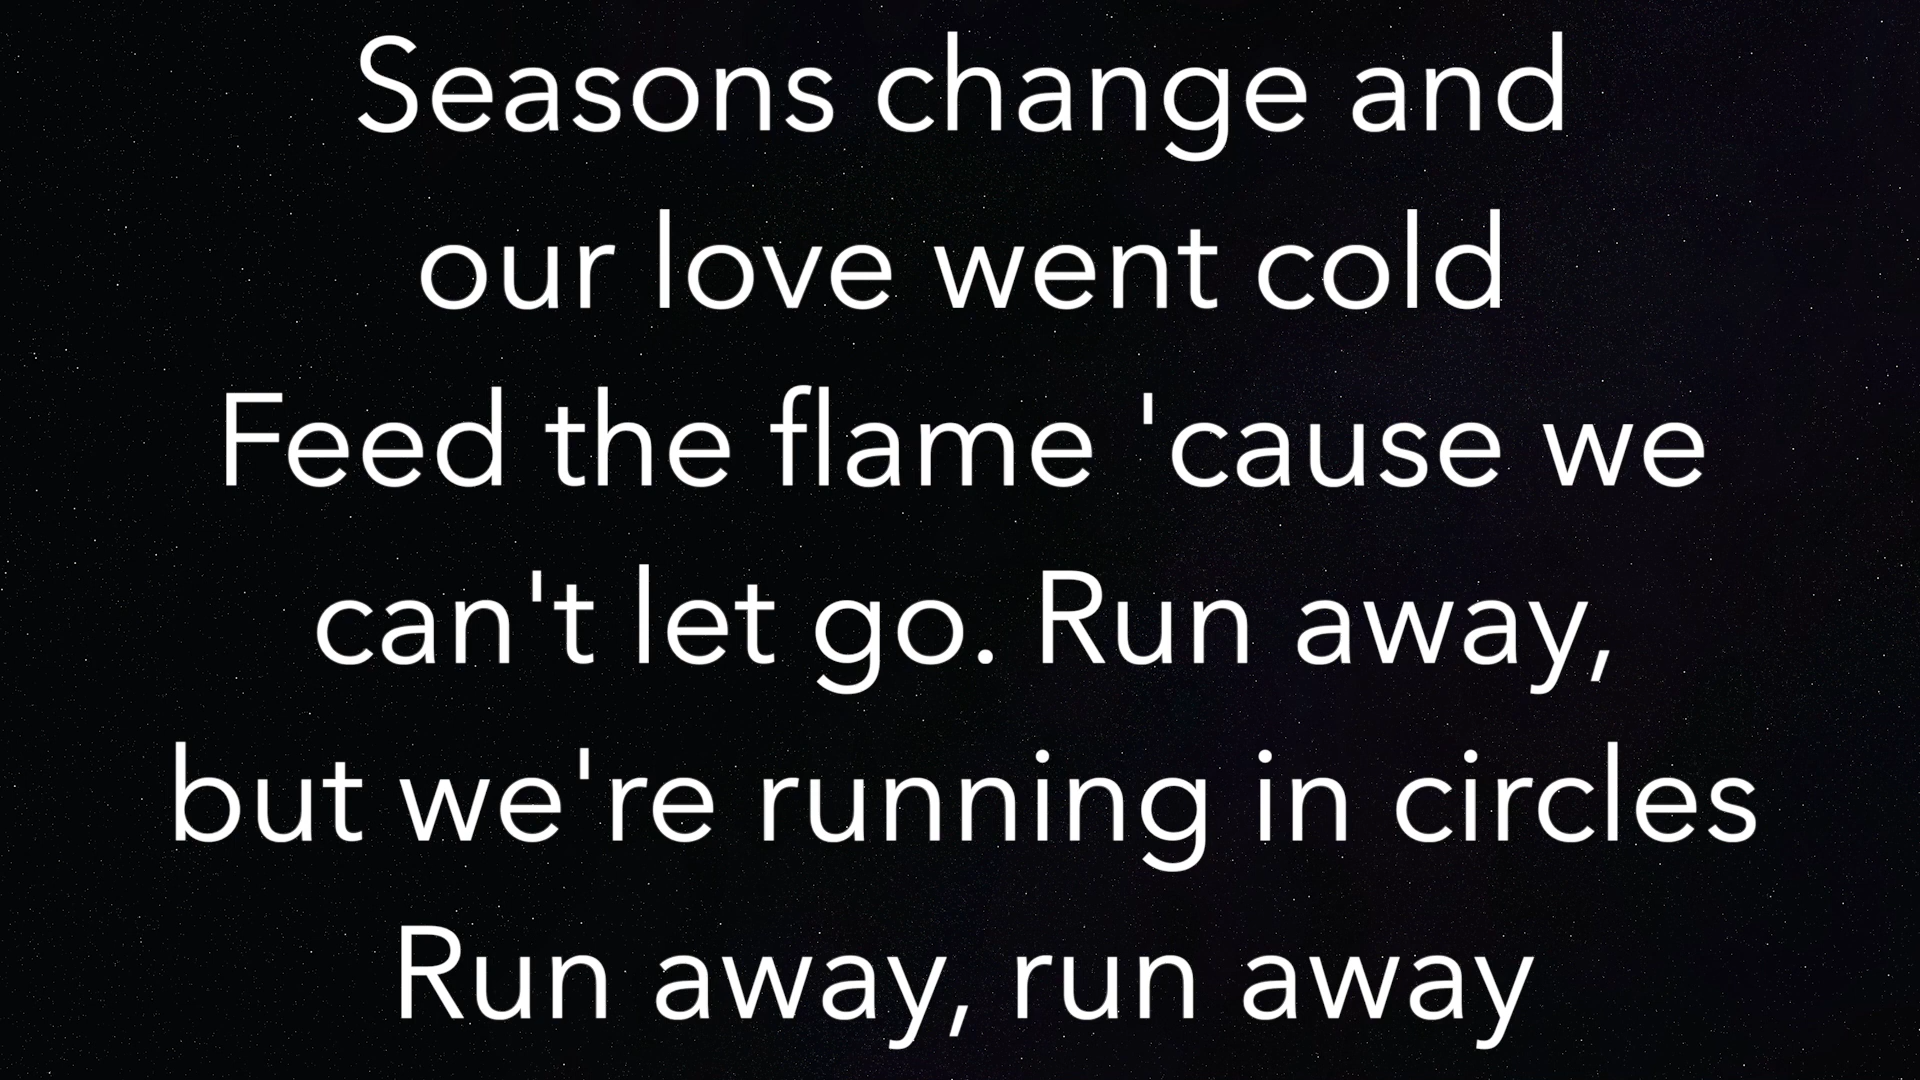 Seasons change and
our love went cold
Feed the flame 'cause we
can't let go. Run away,
but we're running in circles
Run away, run away